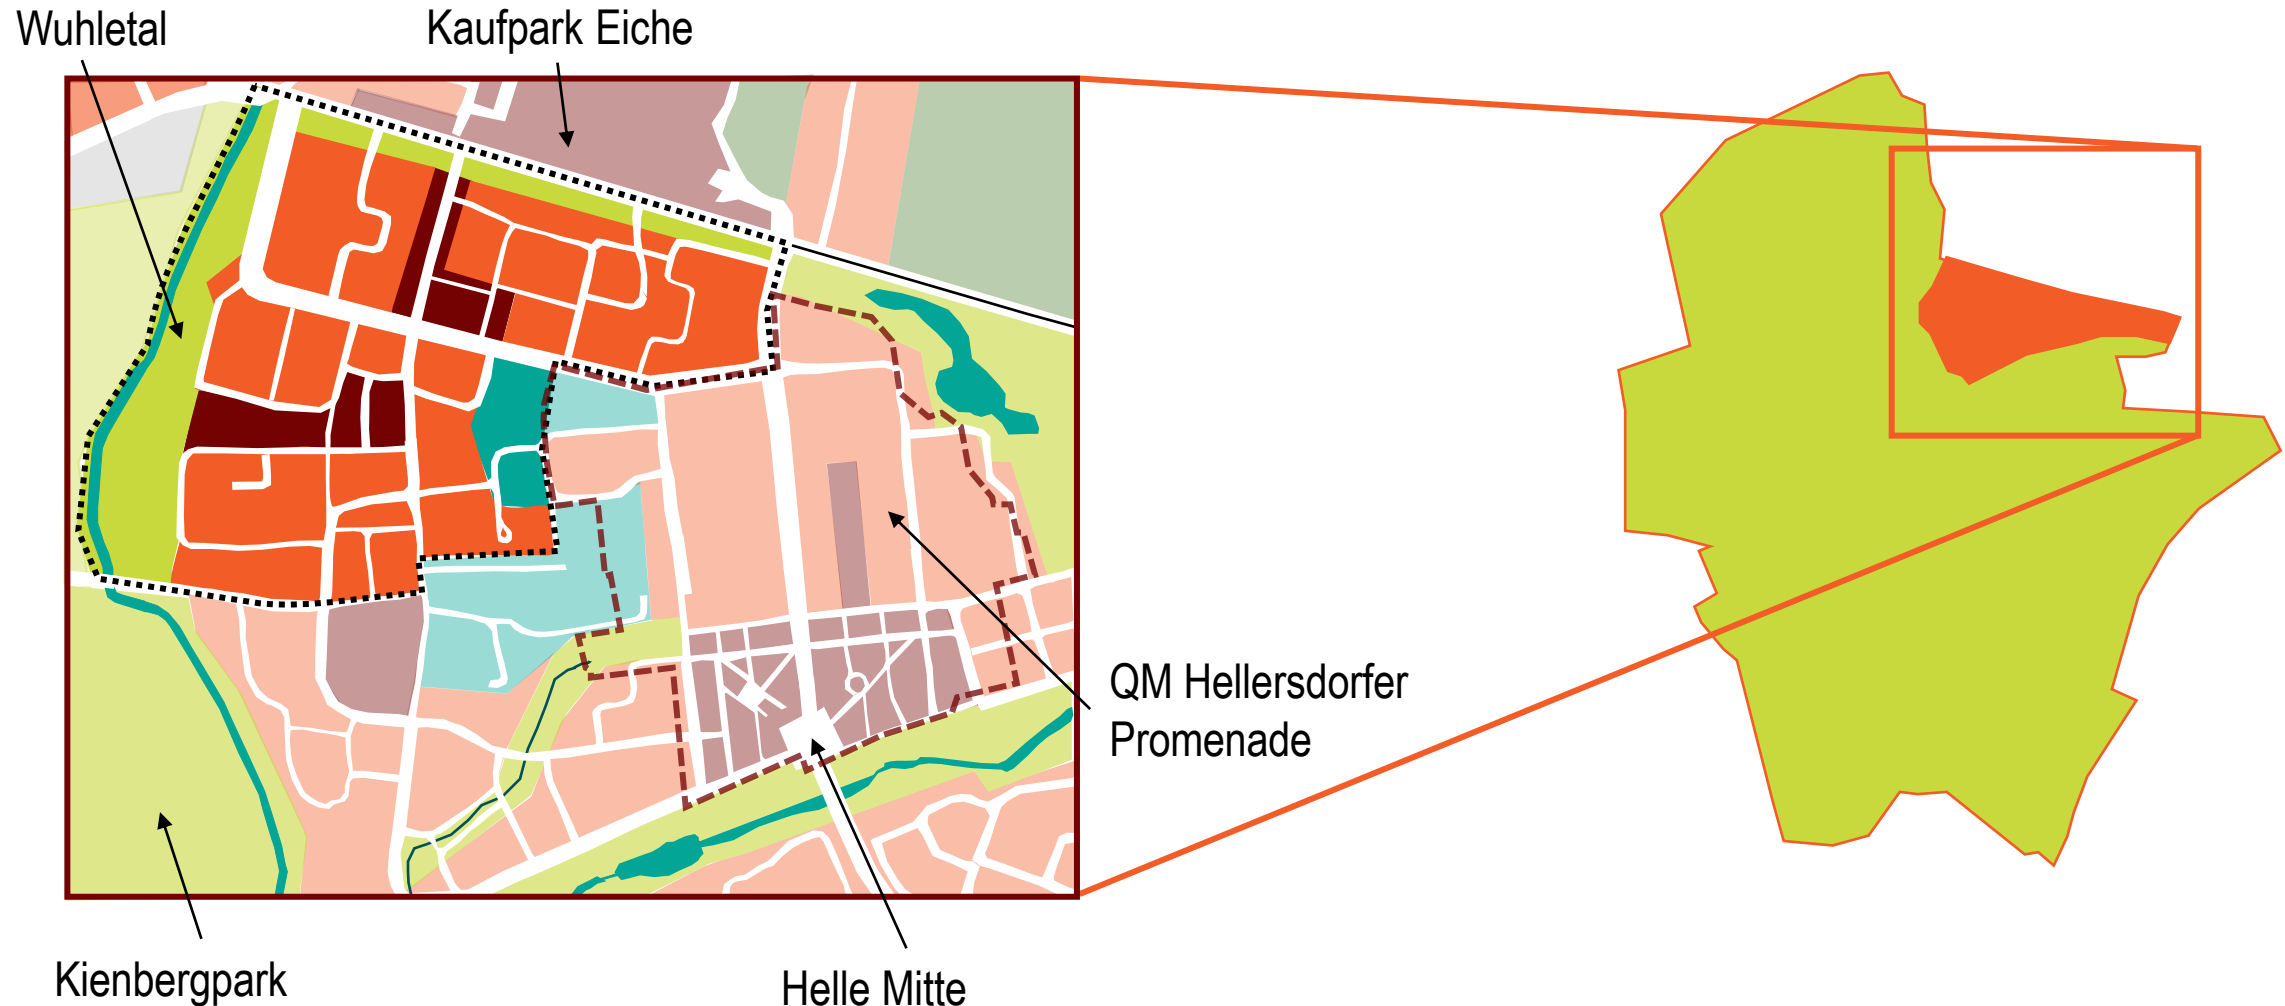 Wuhletal
Kaufpark Eiche
QM Hellersdorfer
Promenade
Kienbergpark
Helle Mitte